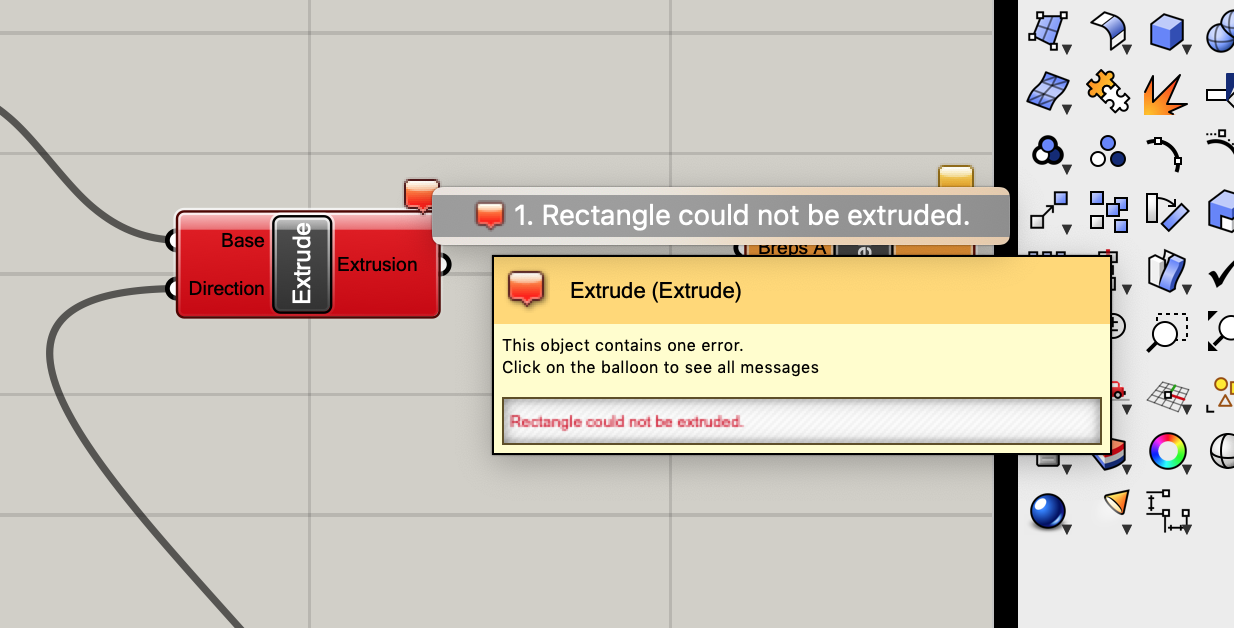 1. Rectangle could not be extruded.
Base
Direction
Extrude
Extrusion
Breps A
Extrude (Extrude)
This object contains one error.
Click on the balloon to see all messages
Rectangle could not be extruded.